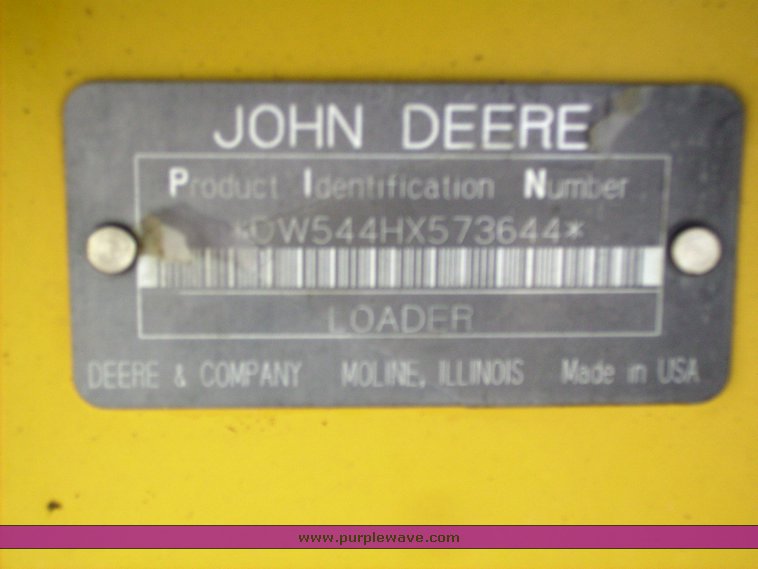 JOHN DEERE
Product Identification Number
*DW544HX573644*
LOADER
DEERE & COMPANY MOLINE, ILLINOIS Made in USA
www.purplewave.com